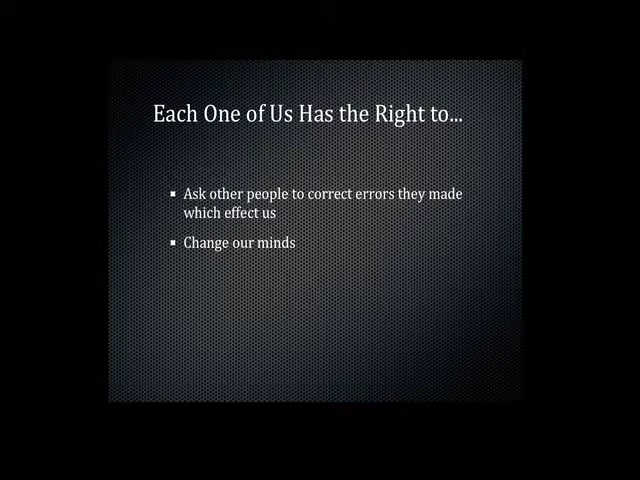 Each One of Us Has the Right to...
Ask other people to correct errors they made
which effect us
Change our minds